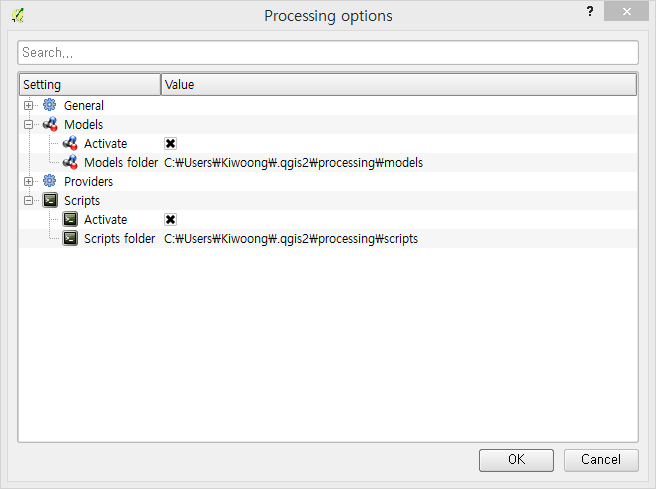 Processing options
?
Search...
Setting Value
General
Models
Activate
Models folder C:₩Users₩Kiwoong₩.qgis2₩processing₩models
Providers
Scripts
Activate
Scripts folder C:₩Users₩Kiwoong₩.qgis2₩processing₩scripts
OK Cancel